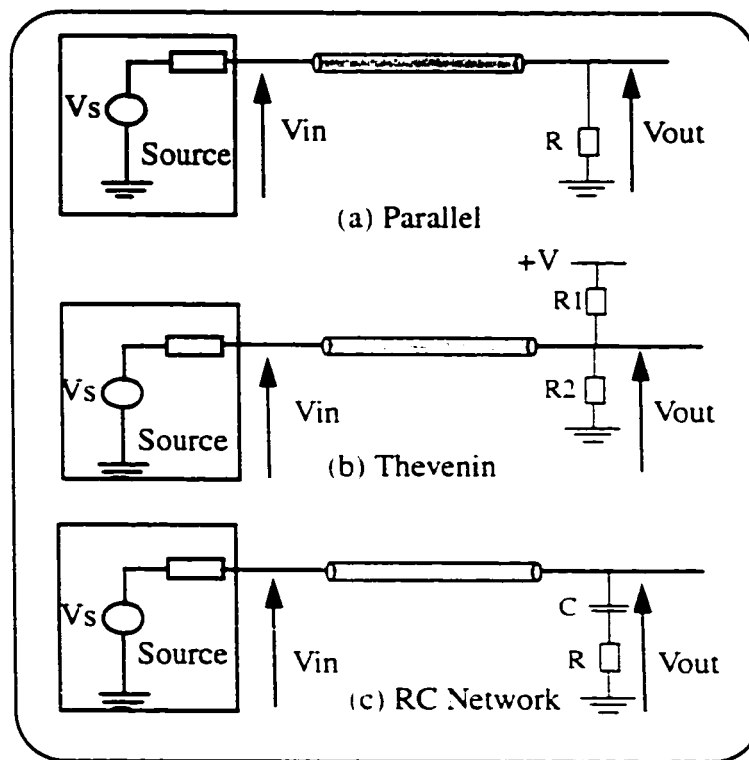 Vs
Source
Vin
R
Vout
(a) Parallel
+V
R1
Vs
Source
Vin
R2
Vout
(b) Thevenin
Vs
Source
Vin
C
R
Vout
(c) RC Network